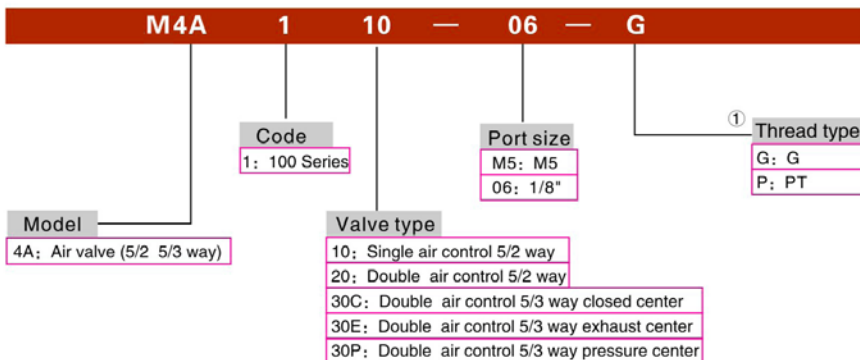 M4A 1 10 — 06 — G
Code
1: 100 Series
Port size
M5: M5
06: 1/8"
① Thread type
G: G
P: PT
Model
4A: Air valve (5/2 5/3 way)
Valve type
10: Single air control 5/2 way
20: Double air control 5/2 way
30C: Double air control 5/3 way closed center
30E: Double air control 5/3 way exhaust center
30P: Double air control 5/3 way pressure center